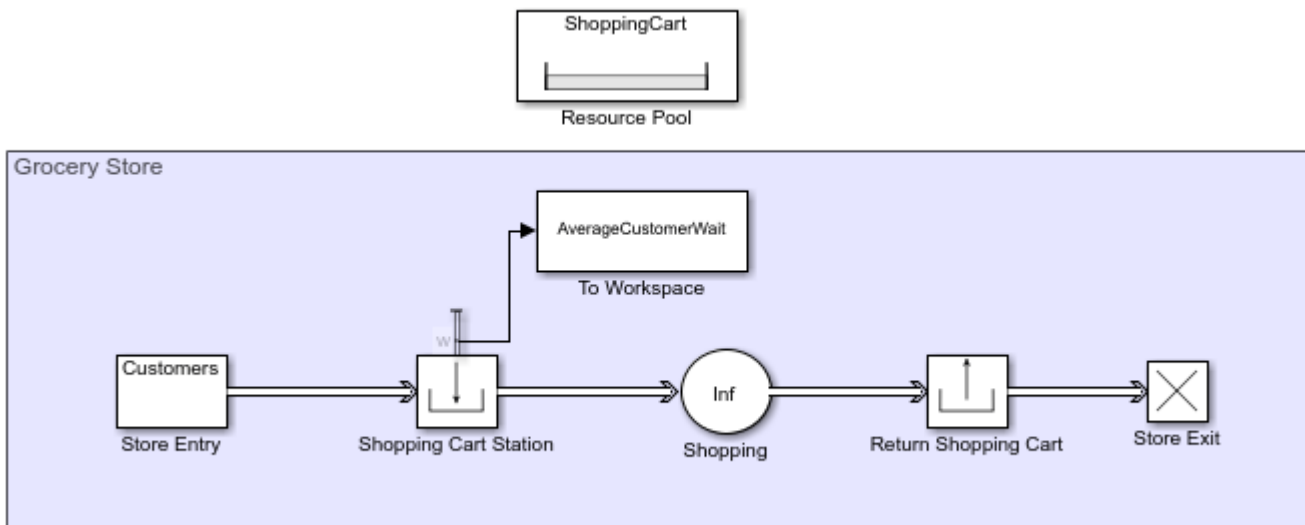 ShoppingCart
Resource Pool
Grocery Store
AverageCustomerWait
To Workspace
w
Customers
Inf
Store Entry
Shopping Cart Station
Shopping
Return Shopping Cart
Store Exit